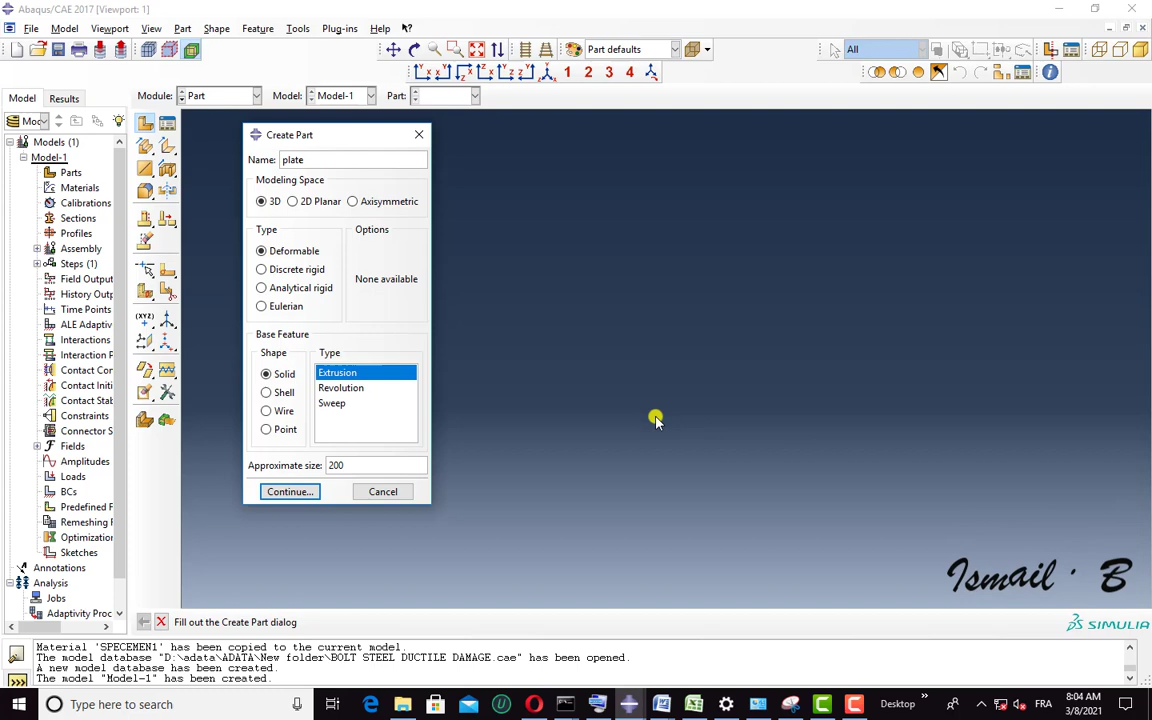 Abaqus/CAE 2017 [Viewport: 1]
File Model Viewport View Part Shape Feature Tools Plug-ins Help
Part defaults
All
1 2 3 4
Model Results Module: Part Model: Model-1 Part:
Models (1)
Model-1
Parts
Materials
Calibrations
Sections
Profiles
Assembly
Steps (1)
Field Output
History Outp
Time Points
ALE Adaptiv
Interactions
Interaction P
Contact Con
Contact Initi
Contact Stab
Constraints
Connector S
Fields
Amplitudes
Loads
BCs
Predefined F
Remeshing F
Optimization
Sketches
Annotations
Analysis
Jobs
Adaptivity Proc
Create Part
Name: plate
Modeling Space
3D 2D Planar Axisymmetric
Type
Deformable
Discrete rigid
Analytical rigid
Eulerian
Options
None available
Base Feature
Shape
Solid
Shell
Wire
Point
Type
Extrusion
Revolution
Sweep
Approximate size: 200
Continue... Cancel
Ismail · B
Fill out the Create Part dialog
SIMULIA
Material 'SPECEMEN1' has been copied to the current model.
The model database "D:\adata\ADATA\New folder\BOLT STEEL DUCTILE DAMAGE.cae" has been opened.
A new model database has been created.
The model "Model-1" has been created.
Type here to search
Desktop
FRA
8:04 AM
3/8/2021